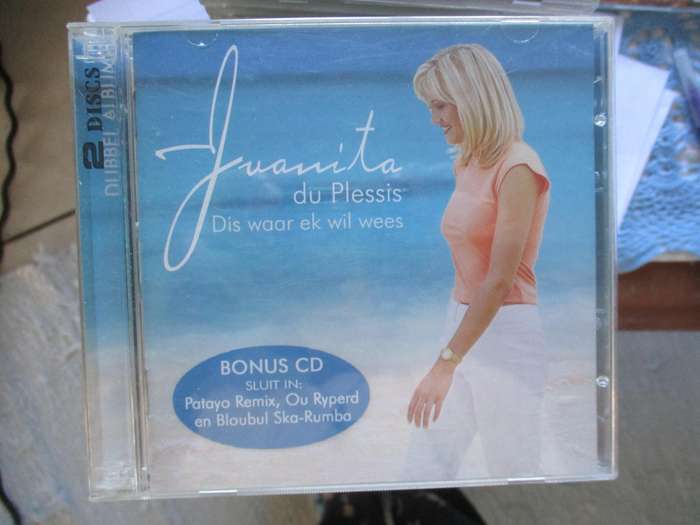 2 DISCS
DUBBEL ALBUM
Juanita
du Plessis
Dis waar ek wil wees
BONUS CD
SLUIT IN:
Patayo Remix, Ou Ryperd
en Bloubul Ska-Rumba